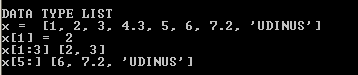 DATA TYPE LIST
x =  [1, 2, 3, 4.3, 5, 6, 7.2, 'UDINUS']
x[1] =  2
x[1:3] [2, 3]
x[5:] [6, 7.2, 'UDINUS']